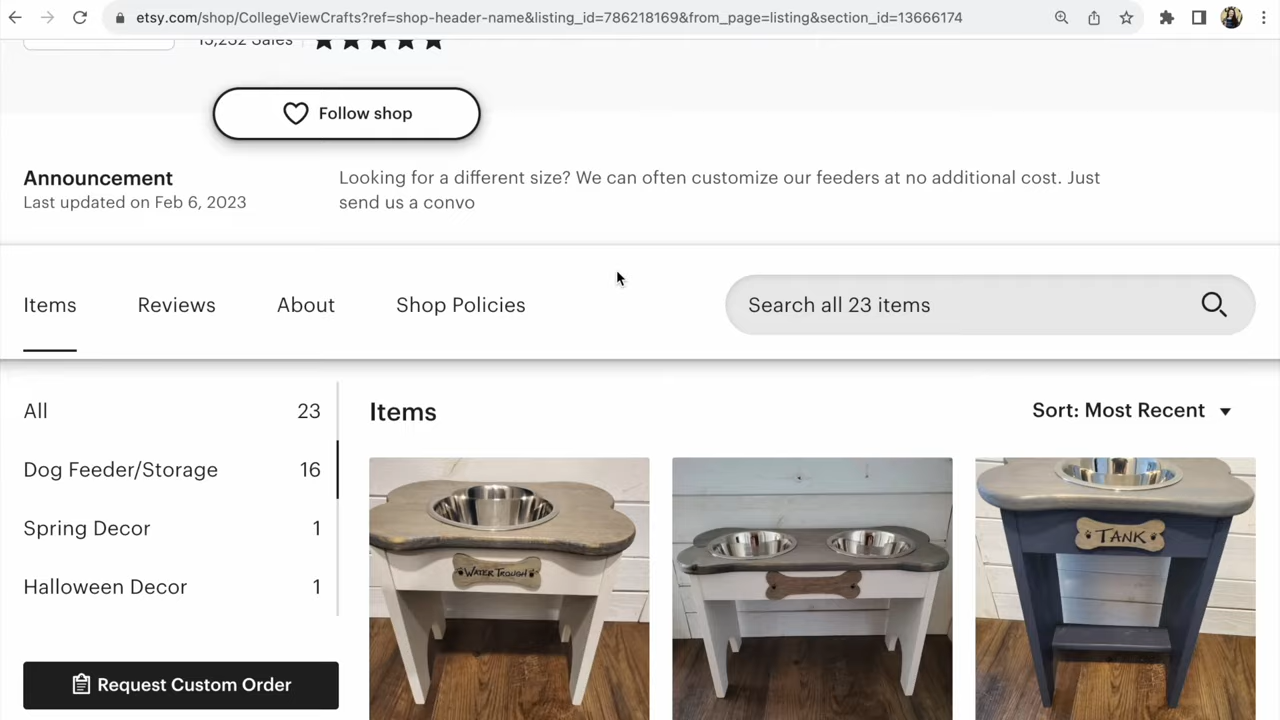 etsy.com/shop/CollegeViewCrafts?ref=shop-header-name&listing_id=786218169&from_page=listing&section_id=13666174
Sales
Follow shop
Announcement
Last updated on Feb 6, 2023
Looking for a different size? We can often customize our feeders at no additional cost. Just
send us a convo
Items
Reviews
About
Shop Policies
Search all 23 items
All 23
Dog Feeder/Storage 16
Spring Decor 1
Halloween Decor 1
Request Custom Order
Items
Sort: Most Recent
WATER TROUGH
TANK